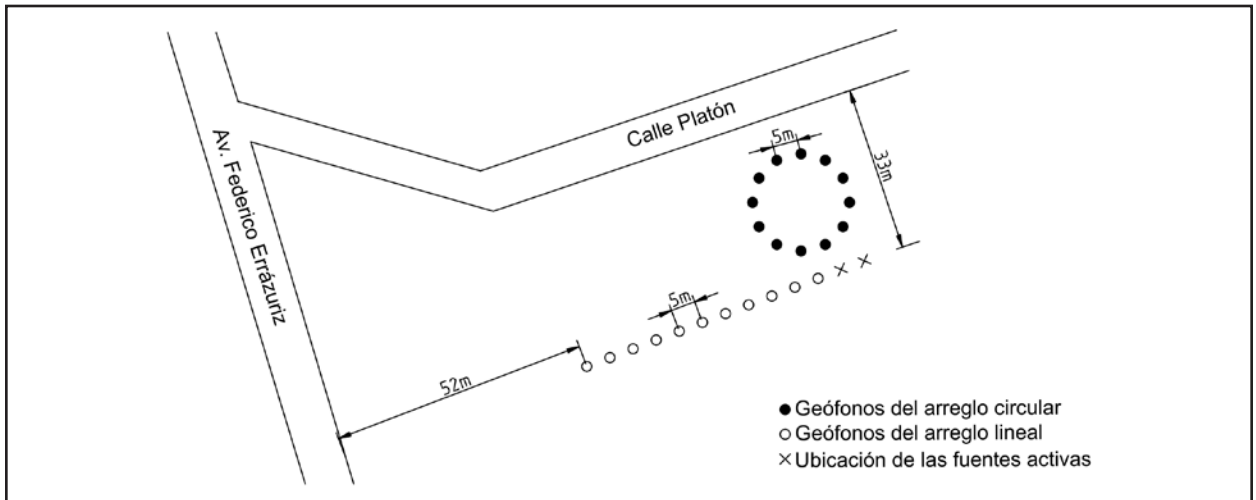 Calle Platón
Av. Federico Errázuriz
5m
33m
5m
52m
Geófonos del arreglo circular
Geófonos del arreglo lineal
Ubicación de las fuentes activas